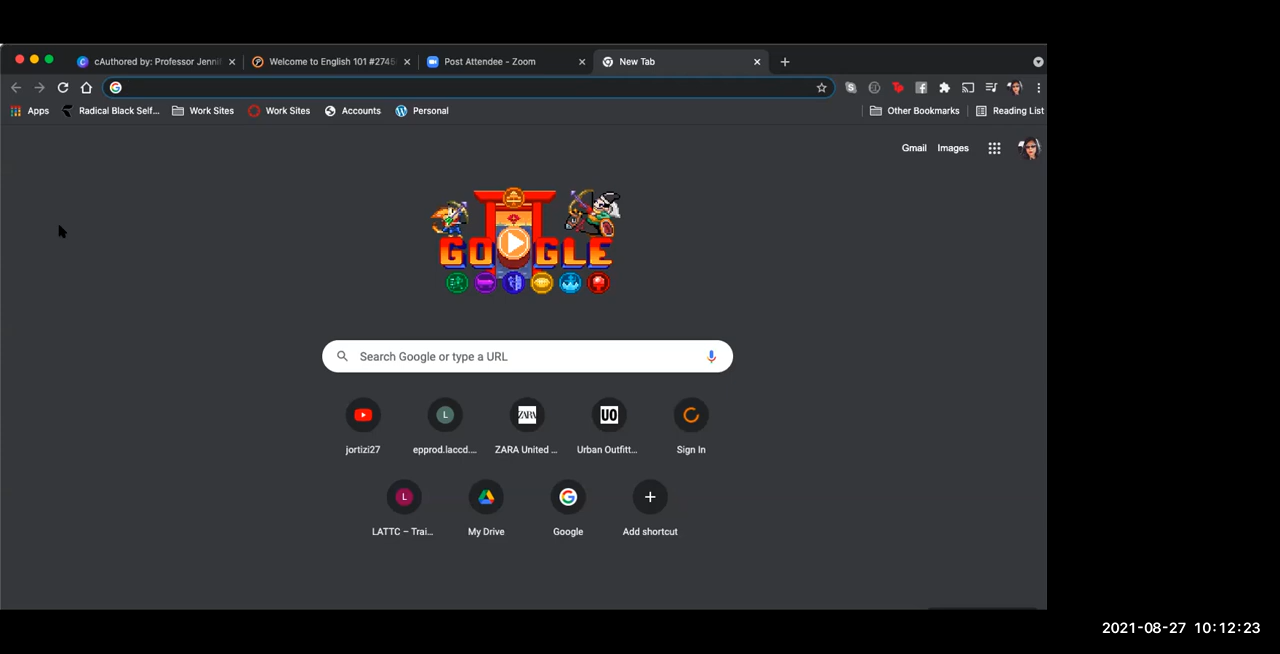 cAuthored by: Professor Jenni
Welcome to English 101 #2745
Post Attendee - Zoom
New Tab
Apps
Radical Black Self...
Work Sites
Work Sites
Accounts
Personal
Other Bookmarks
Reading List
Gmail
Images
GOOGLE
Search Google or type a URL
L
ZARA
UO
jortizi27
epprod.laccd....
ZARA United ...
Urban Outfitt...
Sign In
L
LATTC – Trai...
My Drive
Google
Add shortcut
2021-08-27 10:12:23